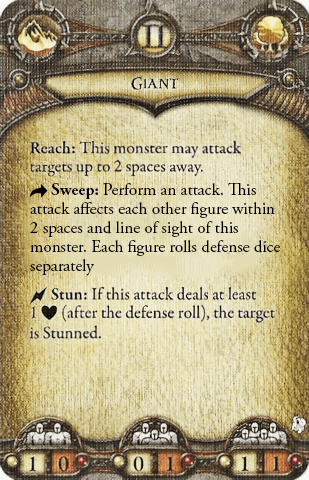 II
GIANT
Reach: This monster may attack
targets up to 2 spaces away.
Sweep: Perform an attack. This
attack affects each other figure within
2 spaces and line of sight of this
monster. Each figure rolls defense dice
separately
Stun: If this attack deals at least
1 (after the defense roll), the target
is Stunned.
1 0 0 1 1 1